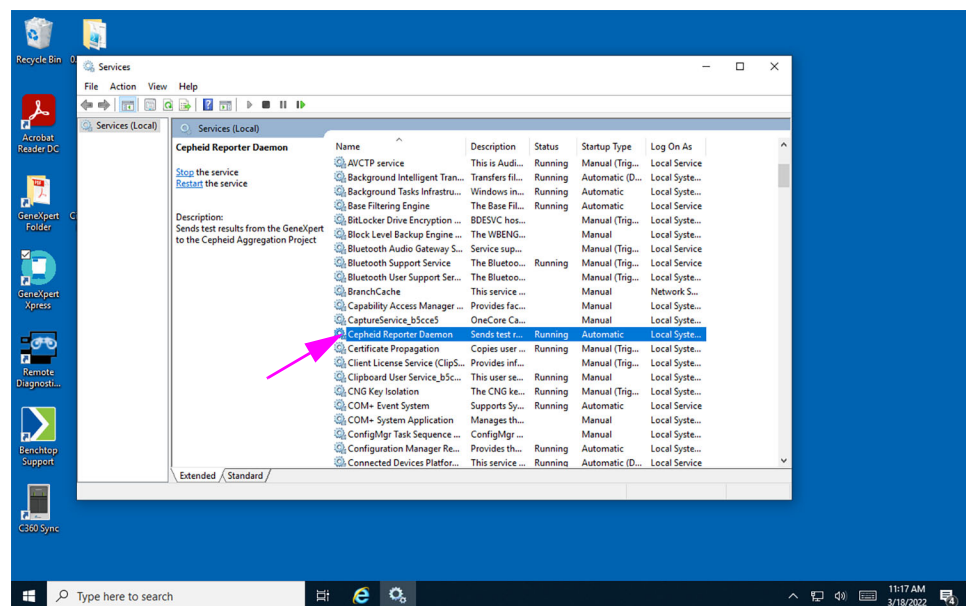 Recycle Bin
0.
Acrobat
Reader DC
GeneXpert
Folder
C
GeneXpert
Xpress
Remote
Diagnosti...
Benchtop
Support
C360 Sync
Services
File Action View Help
Services (Local)
Services (Local)
Cepheid Reporter Daemon
Stop the service
Restart the service
Description:
Sends test results from the GeneXpert
to the Cepheid Aggregation Project
Name Description Status Startup Type Log On As
AVCTP service This is Audi... Running Manual (Trig... Local Service
Background Intelligent Tran... Transfers fil... Running Automatic (D... Local Syste...
Background Tasks Infrastru... Windows in... Running Automatic Local Syste...
Base Filtering Engine The Base Fil... Running Automatic Local Service
BitLocker Drive Encryption ... BDESVC hos... Manual (Trig... Local Syste...
Block Level Backup Engine ... The WBENG... Manual Local Syste...
Bluetooth Audio Gateway S... Service sup... Manual (Trig... Local Service
Bluetooth Support Service The Bluetoo... Running Manual (Trig... Local Service
Bluetooth User Support Ser... The Bluetoo... Manual (Trig... Local Syste...
BranchCache This service ... Manual Network S...
Capability Access Manager ... Provides fac... Manual Local Syste...
CaptureService_b5cce5 OneCore Ca... Manual Local Syste...
Cepheid Reporter Daemon Sends test r... Running Automatic Local Syste...
Certificate Propagation Copies user ... Running Manual (Trig... Local Syste...
Client License Service (ClipS... Provides inf... Manual (Trig... Local Syste...
Clipboard User Service_b5c... This user se... Running Manual Local Syste...
CNG Key Isolation The CNG ke... Running Manual (Trig... Local Syste...
COM+ Event System Supports Sy... Running Automatic Local Service
COM+ System Application Manages th... Manual Local Syste...
ConfigMgr Task Sequence ... ConfigMgr ... Manual Local Syste...
Configuration Manager Re... Provides th... Running Automatic Local Syste...
Connected Devices Platfor... This service ... Running Automatic (D... Local Service
Extended Standard
Type here to search
11:17 AM
3/18/2022
4